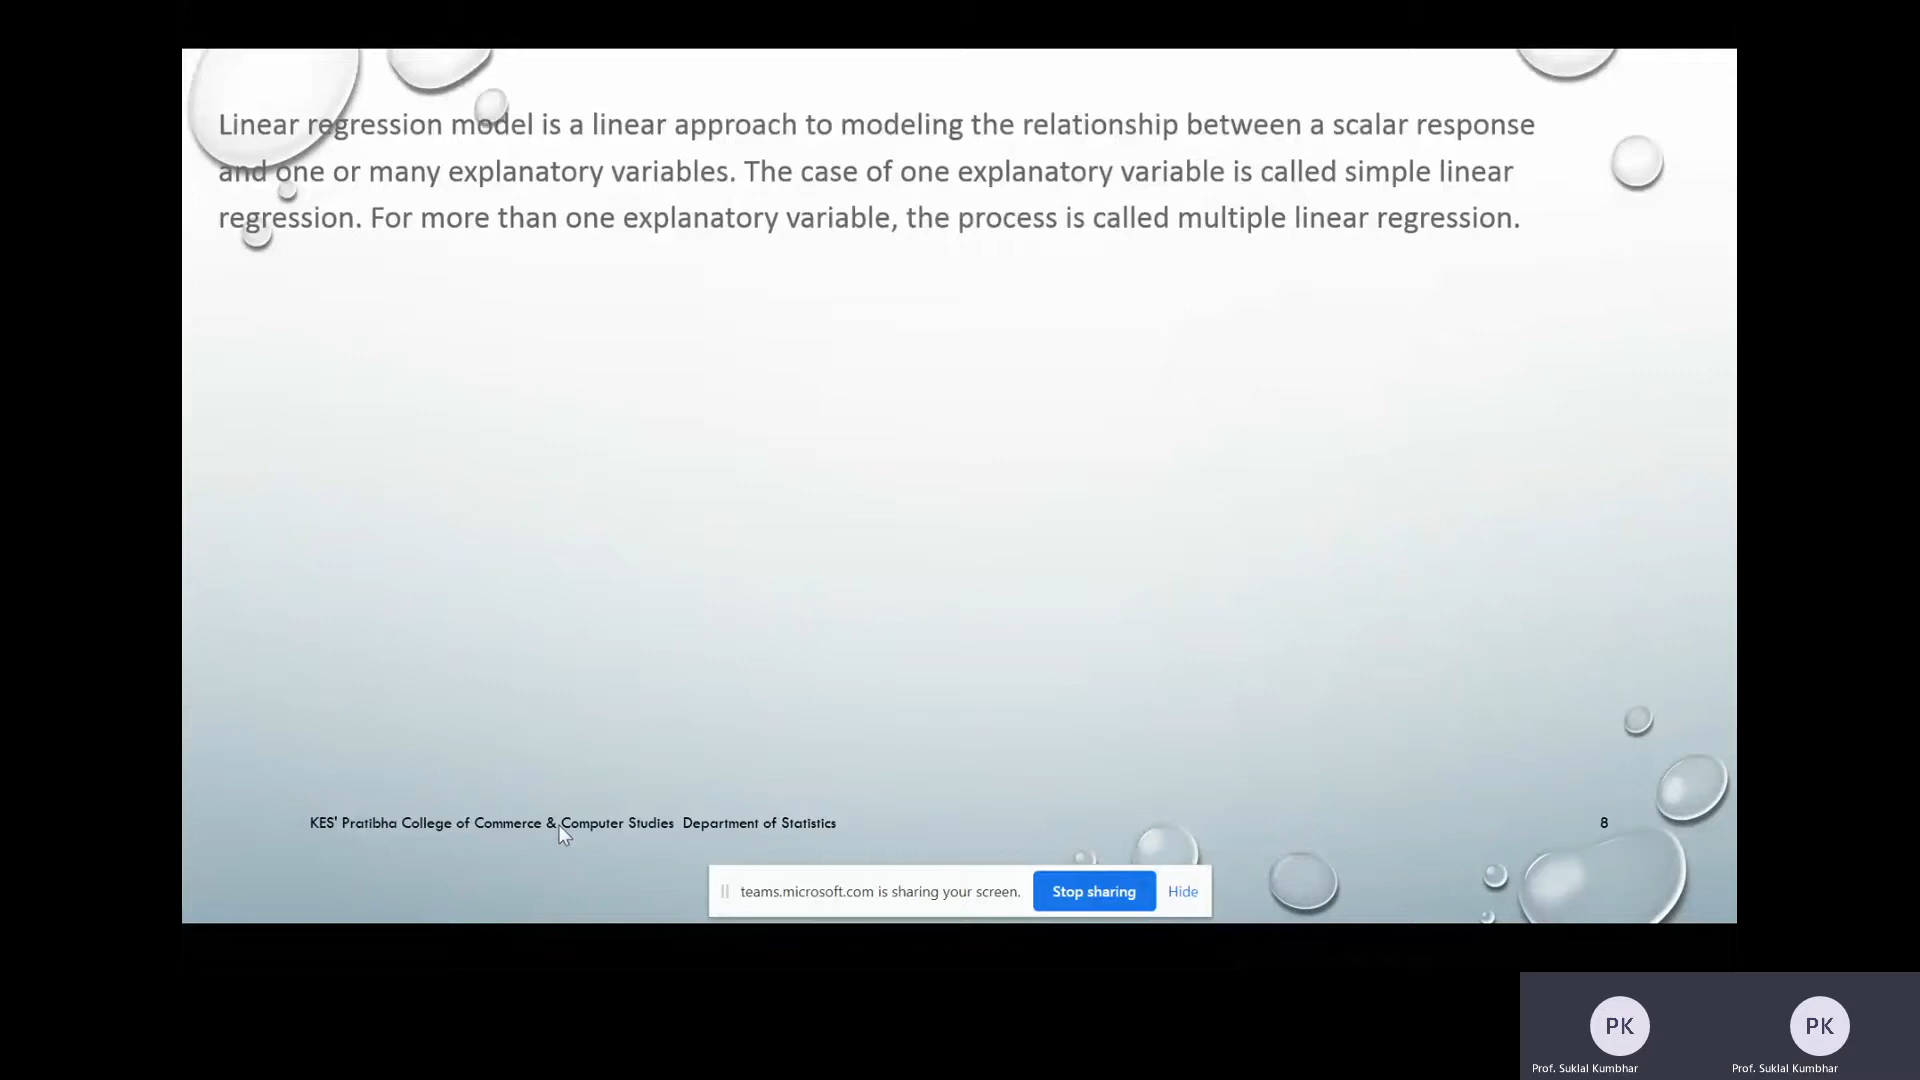 Linear regression model is a linear approach to modeling the relationship between a scalar response
and one or many explanatory variables. The case of one explanatory variable is called simple linear
regression. For more than one explanatory variable, the process is called multiple linear regression.
KES' Pratibha College of Commerce & Computer Studies Department of Statistics
8
teams.microsoft.com is sharing your screen. Stop sharing Hide
PK PK
Prof. Suklal Kumbhar Prof. Suklal Kumbhar